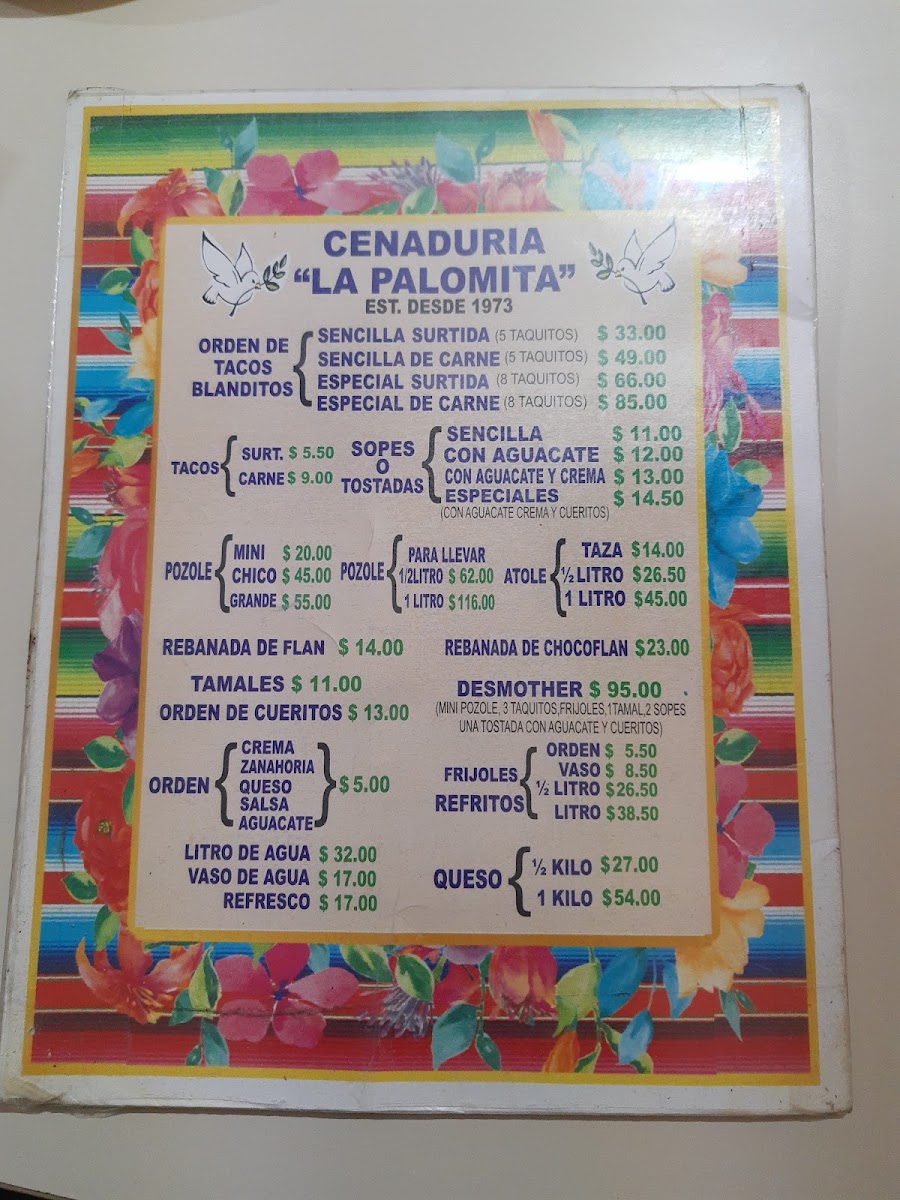 CENADURIA
“LA PALOMITA”
EST. DESDE 1973
ORDEN DE
TACOS
BLANDITOS
SENCILLA SURTIDA (5 TAQUITOS) $ 33.00
SENCILLA DE CARNE (5 TAQUITOS) $ 49.00
ESPECIAL SURTIDA (8 TAQUITOS) $ 66.00
ESPECIAL DE CARNE (8 TAQUITOS) $ 85.00
TACOS
SURT. $ 5.50
CARNE $ 9.00
SOPES
O
TOSTADAS
SENCILLA $ 11.00
CON AGUACATE $ 12.00
CON AGUACATE Y CREMA $ 13.00
ESPECIALES $ 14.50
(CON AGUACATE CREMA Y CUERITOS)
POZOLE
MINI $ 20.00
CHICO $ 45.00
GRANDE $ 55.00
POZOLE
PARA LLEVAR
1/2LITRO $ 62.00
1 LITRO $116.00
ATOLE
TAZA $14.00
½ LITRO $26.50
1 LITRO $45.00
REBANADA DE FLAN $ 14.00
REBANADA DE CHOCOFLAN $23.00
TAMALES $ 11.00
ORDEN DE CUERITOS $ 13.00
DESMOTHER $ 95.00
(MINI POZOLE, 3 TAQUITOS,FRIJOLES,1TAMAL,2 SOPES
UNA TOSTADA CON AGUACATE Y CUERITOS)
ORDEN
CREMA
ZANAHORIA
QUESO
SALSA
AGUACATE
$ 5.00
FRIJOLES
REFRITOS
ORDEN $ 5.50
VASO $ 8.50
½ LITRO $26.50
LITRO $38.50
LITRO DE AGUA $ 32.00
VASO DE AGUA $ 17.00
REFRESCO $ 17.00
QUESO
½ KILO $27.00
1 KILO $54.00